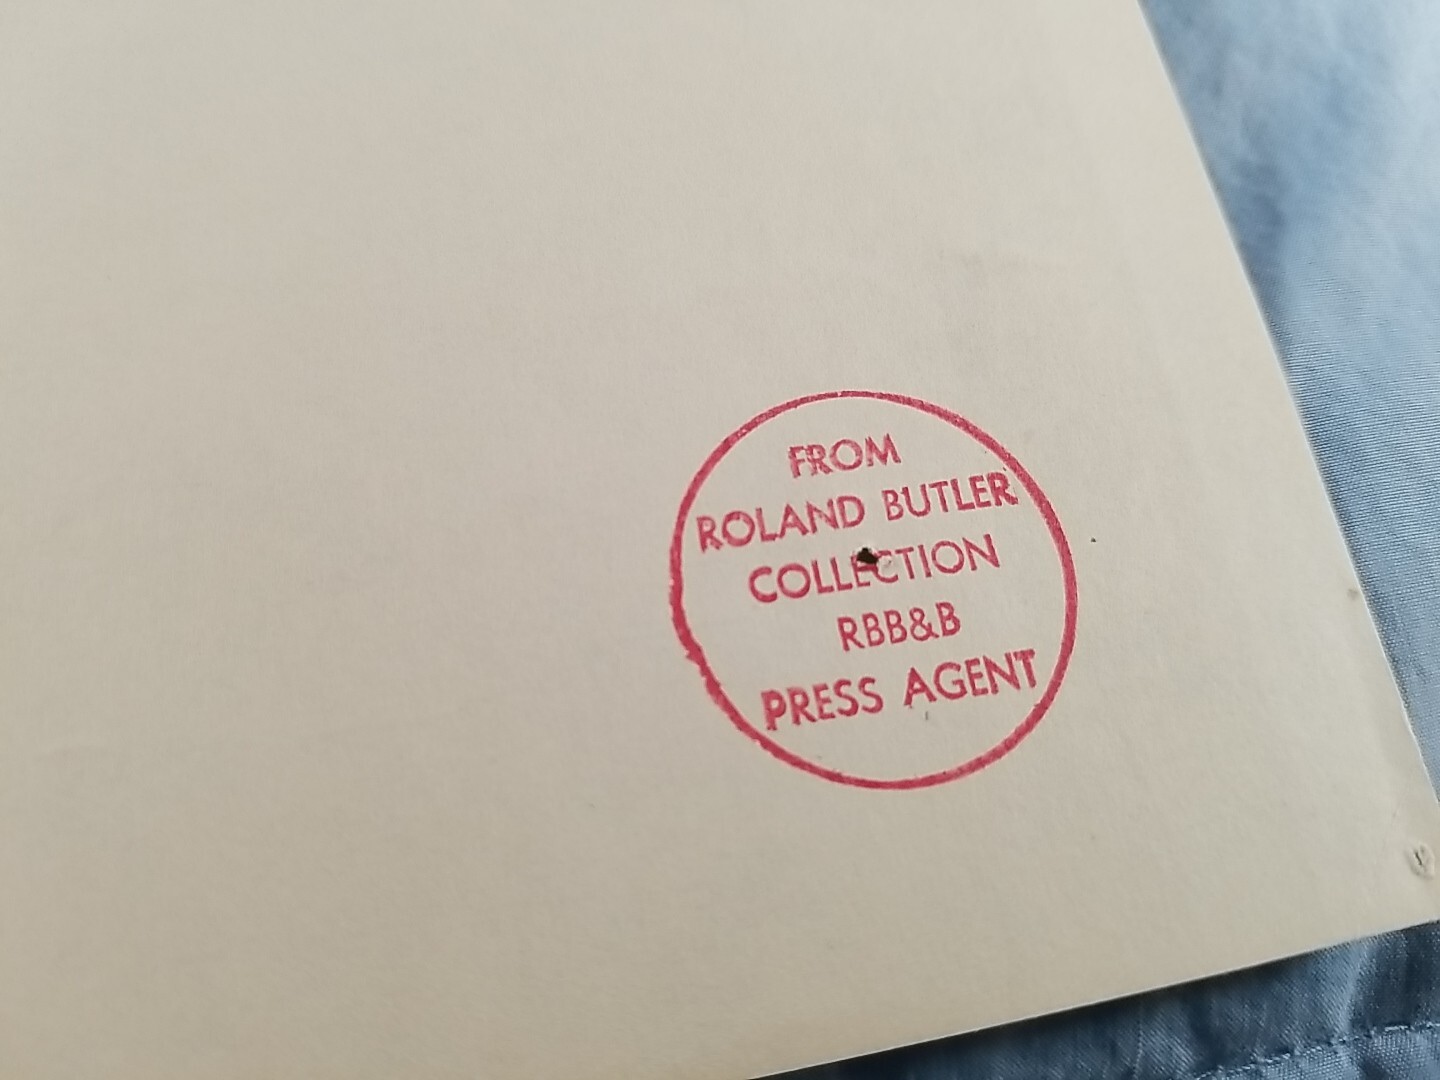 FROM
ROLAND BUTLER
COLLECTION
RBB&B
PRESS AGENT